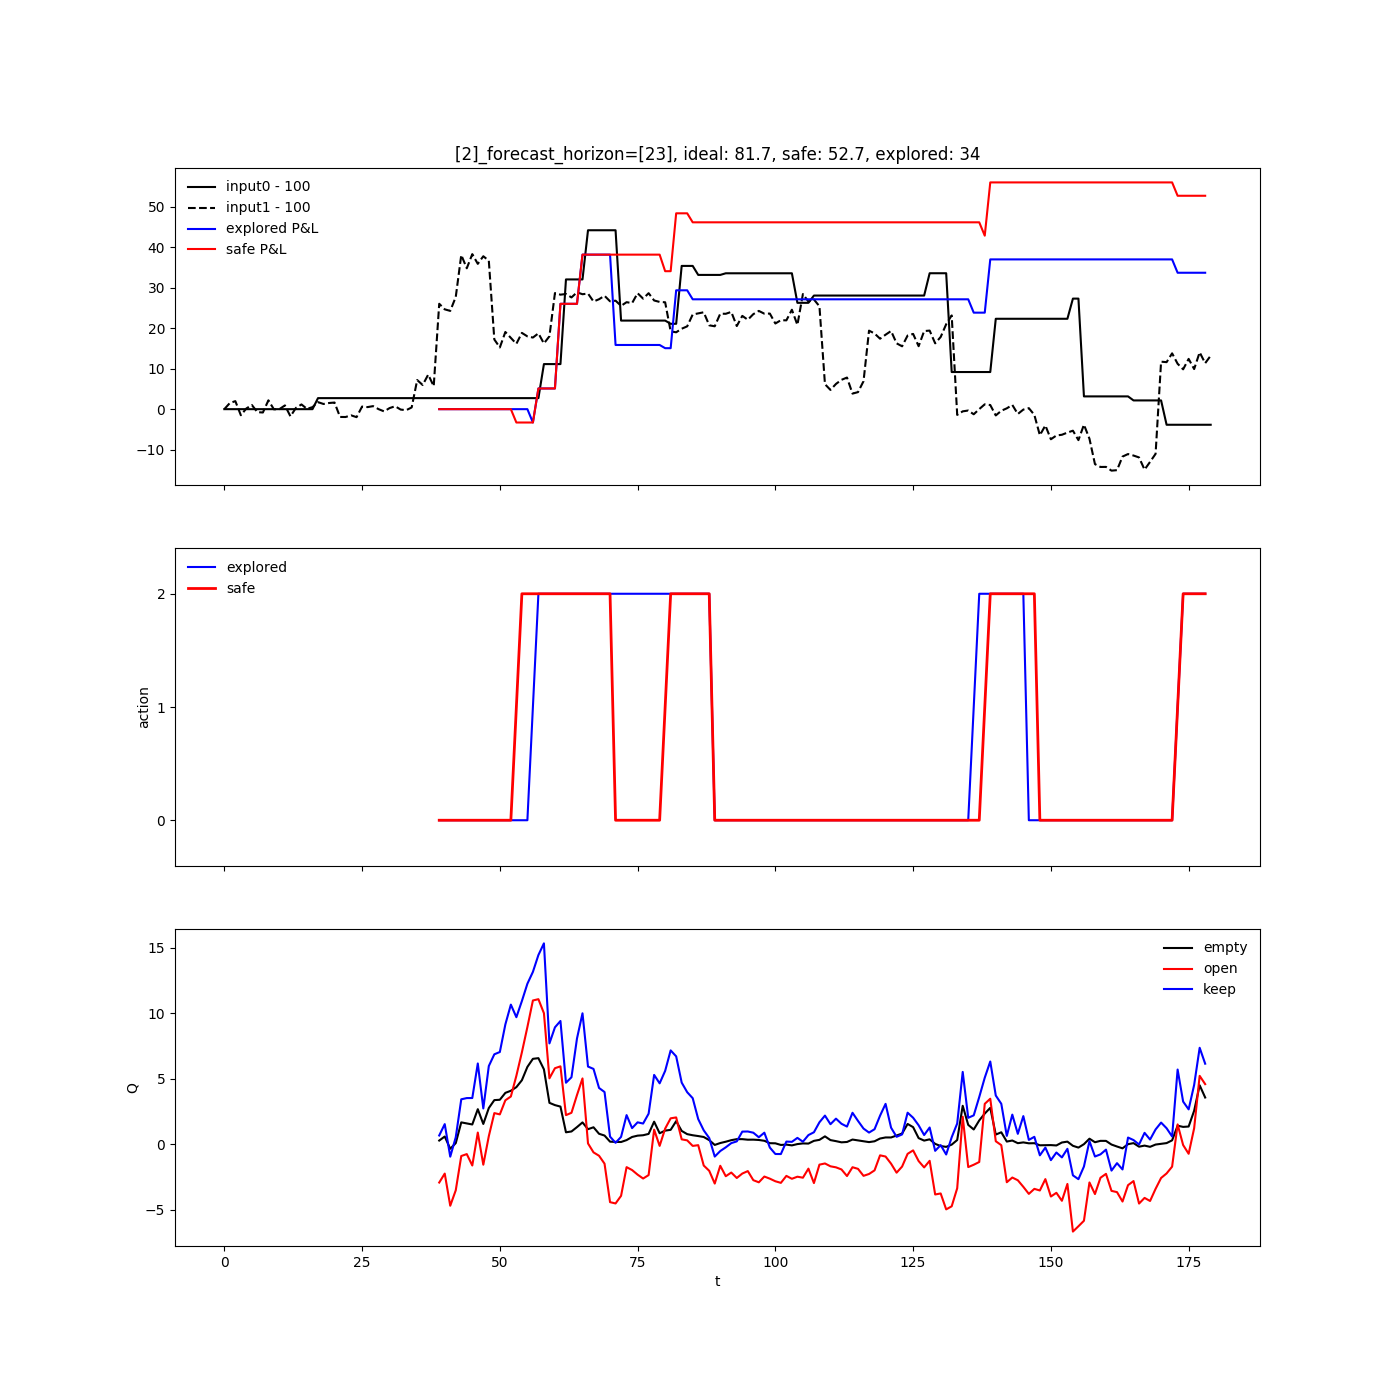 [2]_forecast_horizon=[23], ideal: 81.7, safe: 52.7, explored: 34
input0 - 100
input1 - 100
explored P&L
safe P&L
50
40
30
20
10
0
−10
explored
safe
2
1
0
action
empty
open
keep
15
10
5
0
−5
Q
0 25 50 75 100 125 150 175
t